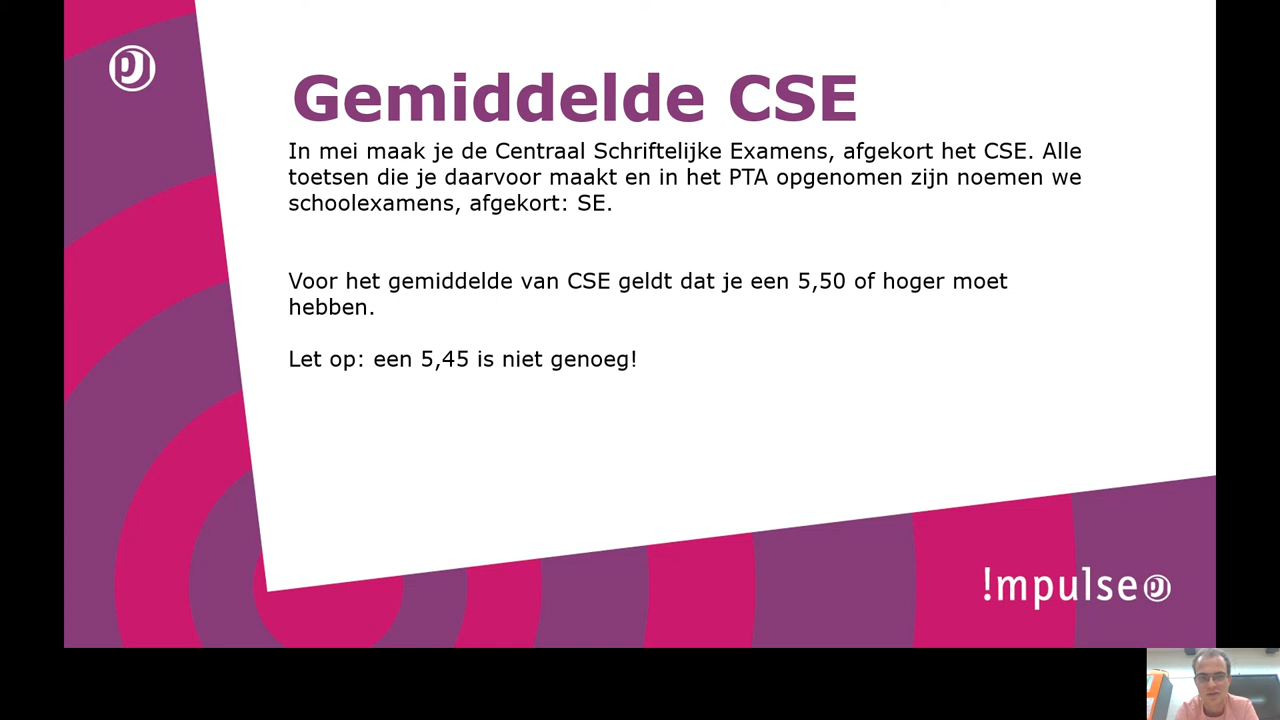 Gemiddelde CSE
In mei maak je de Centraal Schriftelijke Examens, afgekort het CSE. Alle
toetsen die je daarvoor maakt en in het PTA opgenomen zijn noemen we
schoolexamens, afgekort: SE.
Voor het gemiddelde van CSE geldt dat je een 5,50 of hoger moet
hebben.
Let op: een 5,45 is niet genoeg!
!mpulse